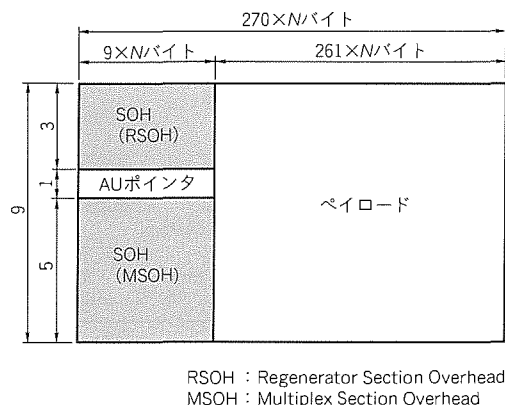 270×Nバイト
9×Nバイト
261×Nバイト
3
SOH
(RSOH)
1
AUポインタ
ペイロード
9
5
SOH
(MSOH)
RSOH : Regenerator Section Overhead
MSOH : Multiplex Section Overhead